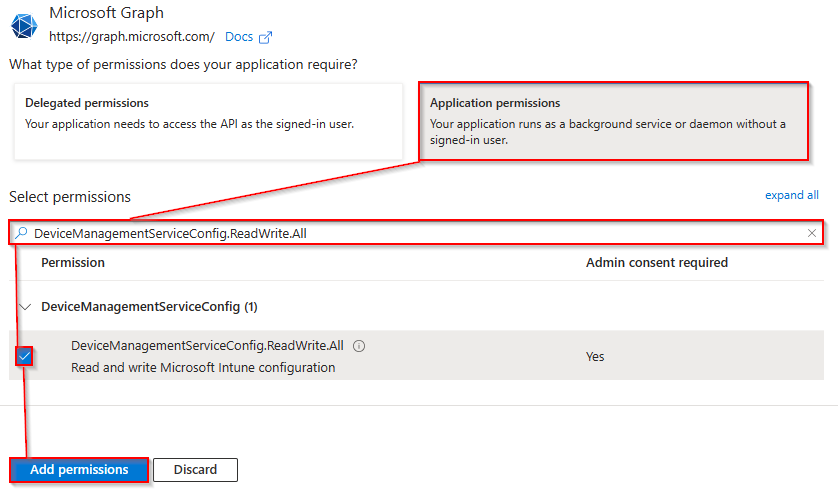 Microsoft Graph
https://graph.microsoft.com/ Docs
What type of permissions does your application require?
Delegated permissions
Your application needs to access the API as the signed-in user.
Application permissions
Your application runs as a background service or daemon without a
signed-in user.
Select permissions
expand all
DeviceManagementServiceConfig.ReadWrite.All
Permission
Admin consent required
DeviceManagementServiceConfig (1)
DeviceManagementServiceConfig.ReadWrite.All
Read and write Microsoft Intune configuration
Yes
Add permissions
Discard